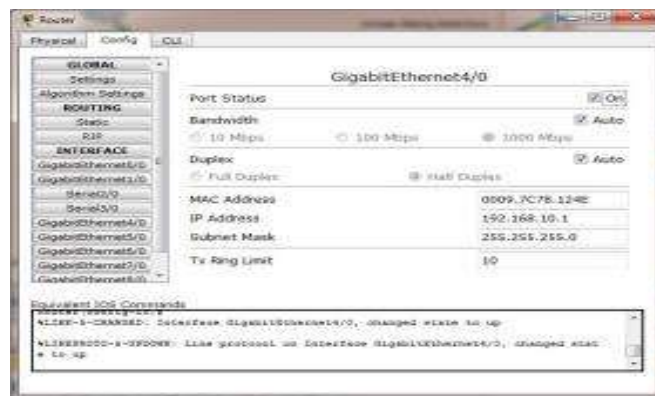 Router
Physical Config CLI
GLOBAL
Settings
Algorithm Settings
ROUTING
Static
RIP
INTERFACE
GigabitEthernet0/0
GigabitEthernet1/0
Serial2/0
Serial3/0
GigabitEthernet4/0
GigabitEthernet5/0
GigabitEthernet6/0
GigabitEthernet7/0
GigabitEthernet8/0
GigabitEthernet4/0
Port Status On
Bandwidth Auto
10 Mbps 100 Mbps 1000 Mbps
Duplex Auto
Full Duplex Half Duplex
MAC Address 0009.7C78.124E
IP Address 192.168.10.1
Subnet Mask 255.255.255.0
Tx Ring Limit 10
Equivalent IOS Commands
%LINK-5-CHANGED: Interface GigabitEthernet4/0, changed state to up
%LINEPROTO-5-UPDOWN: Line protocol on Interface GigabitEthernet4/0, changed stat
e to up